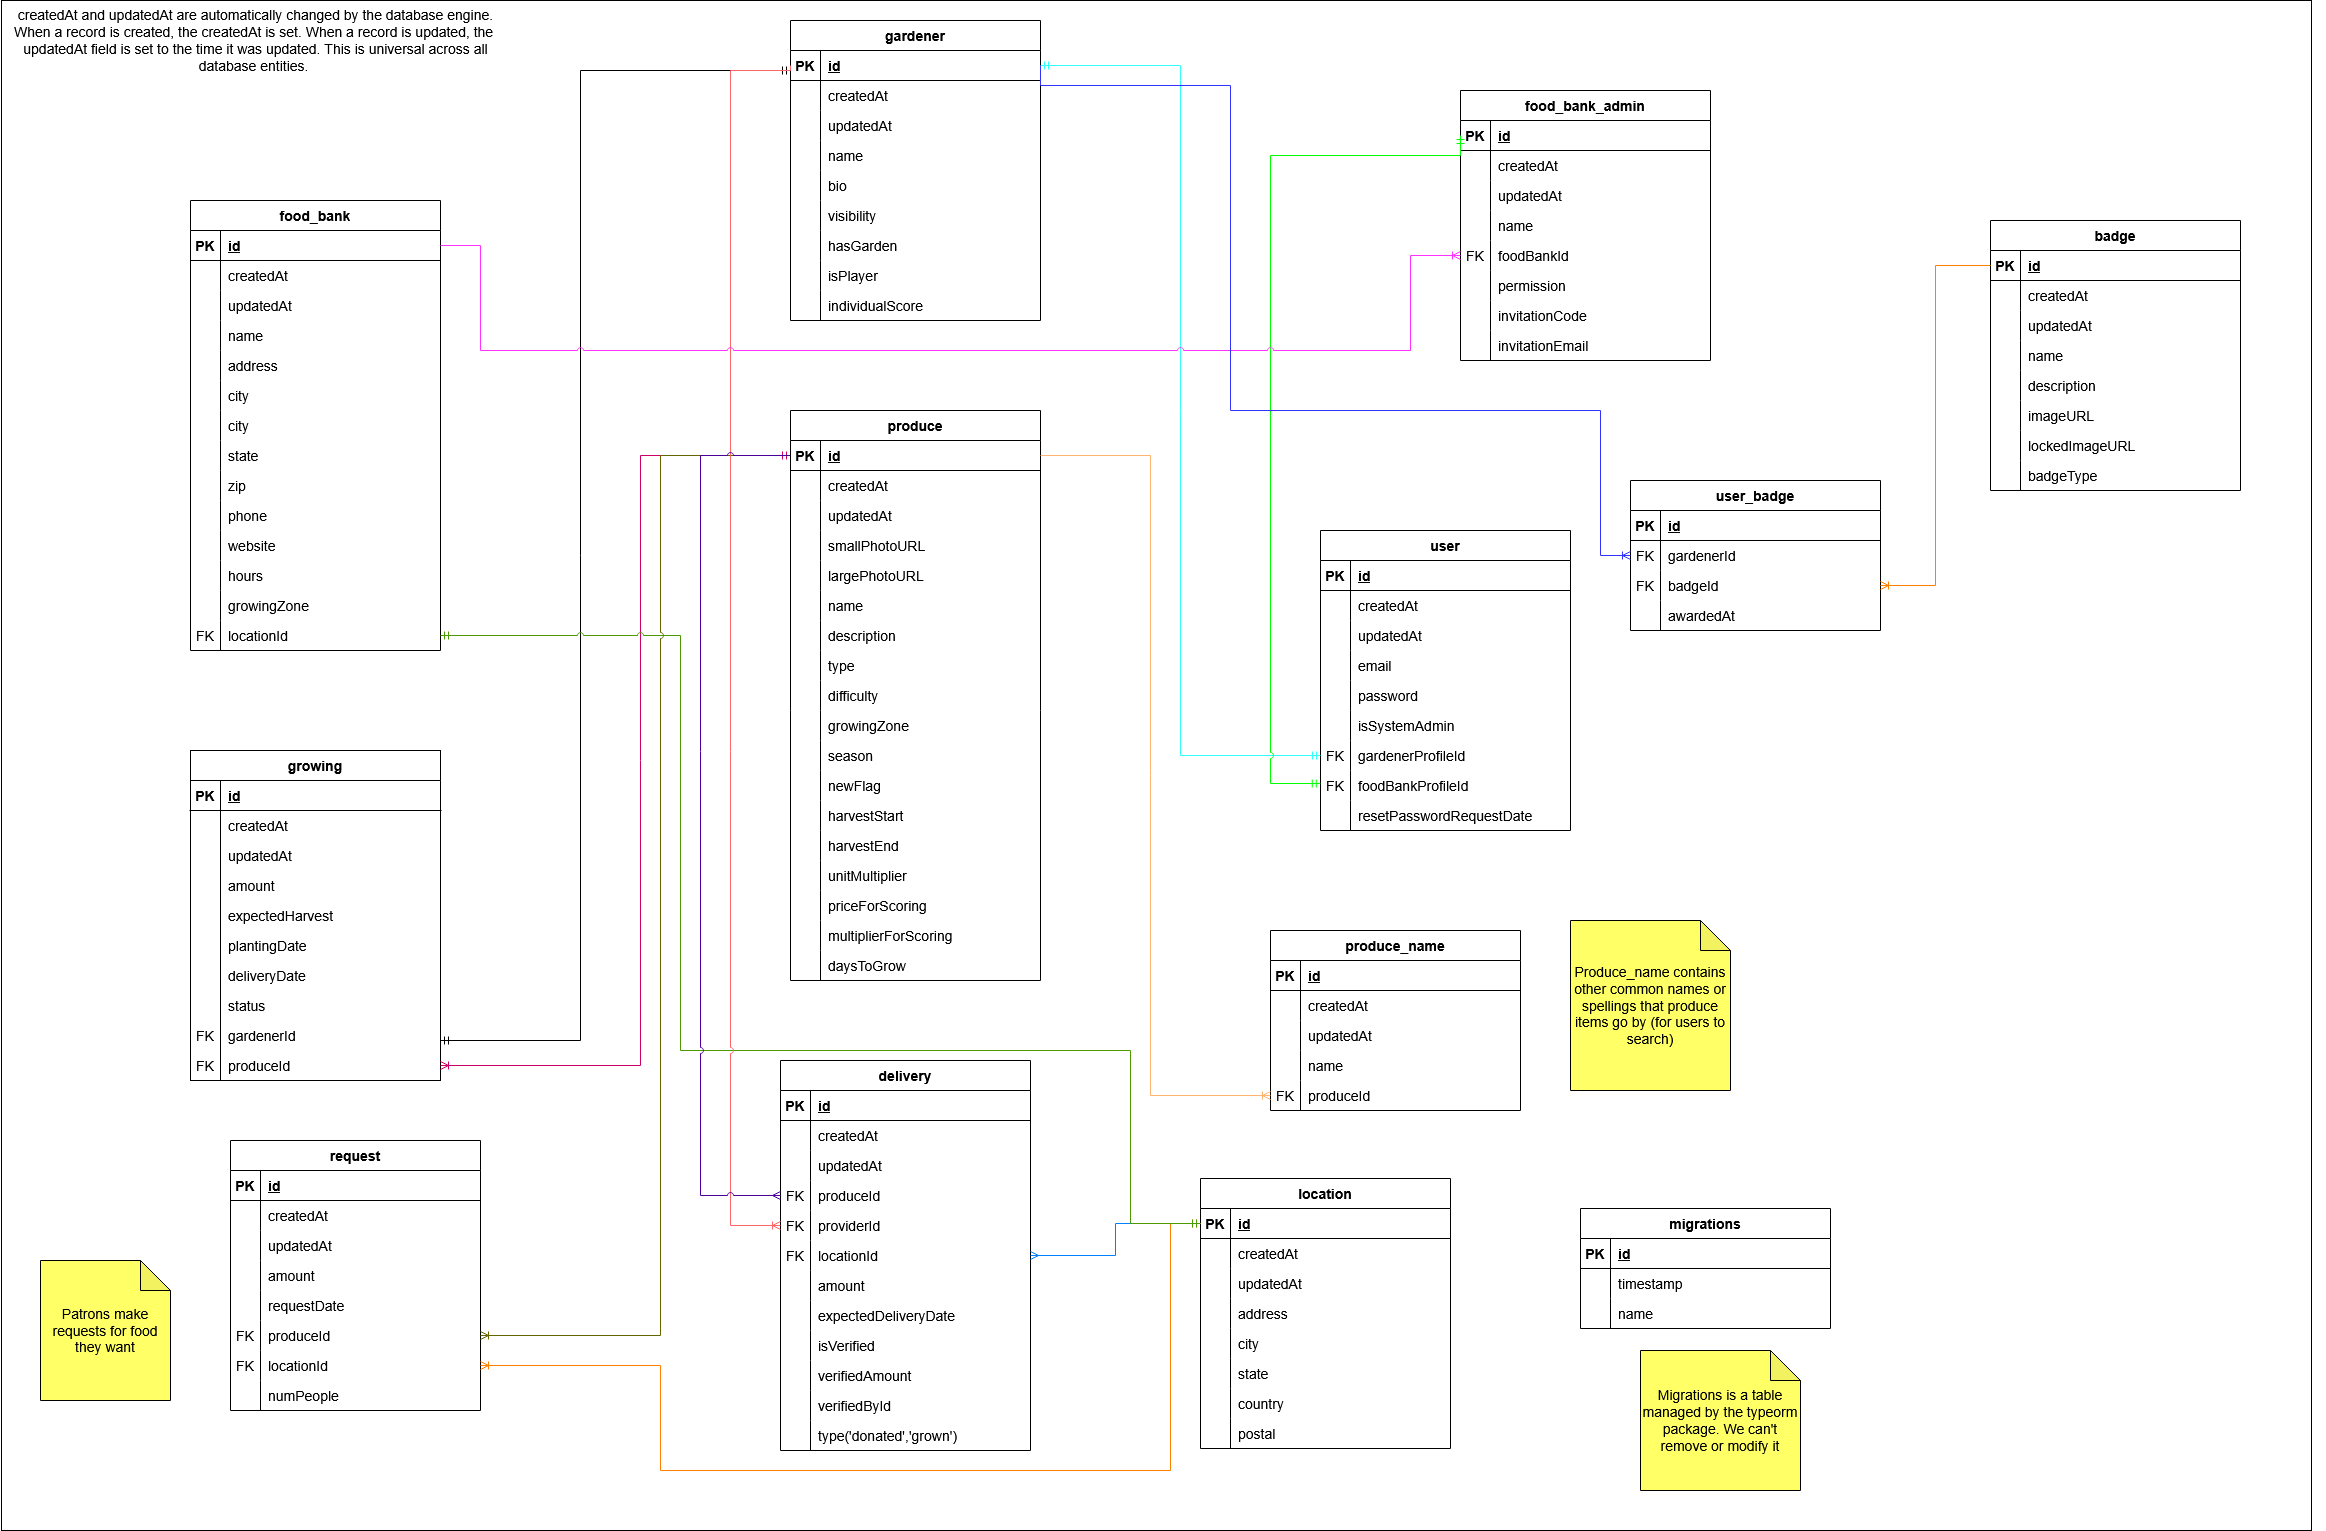 createdAt and updatedAt are automatically changed by the database engine.
When a record is created, the createdAt is set. When a record is updated, the
updatedAt field is set to the time it was updated. This is universal across all
database entities.
gardener
PK id
createdAt
updatedAt
name
bio
visibility
hasGarden
isPlayer
individualScore
food_bank_admin
PK id
createdAt
updatedAt
name
FK foodBankId
permission
invitationCode
invitationEmail
food_bank
PK id
createdAt
updatedAt
name
address
city
city
state
zip
phone
website
hours
growingZone
FK locationId
badge
PK id
createdAt
updatedAt
name
description
imageURL
lockedImageURL
badgeType
produce
PK id
createdAt
updatedAt
smallPhotoURL
largePhotoURL
name
description
type
difficulty
growingZone
season
newFlag
harvestStart
harvestEnd
unitMultiplier
priceForScoring
multiplierForScoring
daysToGrow
user_badge
PK id
FK gardenerId
FK badgeId
awardedAt
user
PK id
createdAt
updatedAt
email
password
isSystemAdmin
FK gardenerProfileId
FK foodBankProfileId
resetPasswordRequestDate
growing
PK id
createdAt
updatedAt
amount
expectedHarvest
plantingDate
deliveryDate
status
FK gardenerId
FK produceId
produce_name
PK id
createdAt
updatedAt
name
FK produceId
Produce_name contains
other common names or
spellings that produce
items go by (for users to
search)
delivery
PK id
createdAt
updatedAt
FK produceId
FK providerId
FK locationId
amount
expectedDeliveryDate
isVerified
verifiedAmount
verifiedById
type('donated','grown')
request
PK id
createdAt
updatedAt
amount
requestDate
FK produceId
FK locationId
numPeople
Patrons make
requests for food
they want
location
PK id
createdAt
updatedAt
address
city
state
country
postal
migrations
PK id
timestamp
name
Migrations is a table
managed by the typeorm
package. We can't
remove or modify it